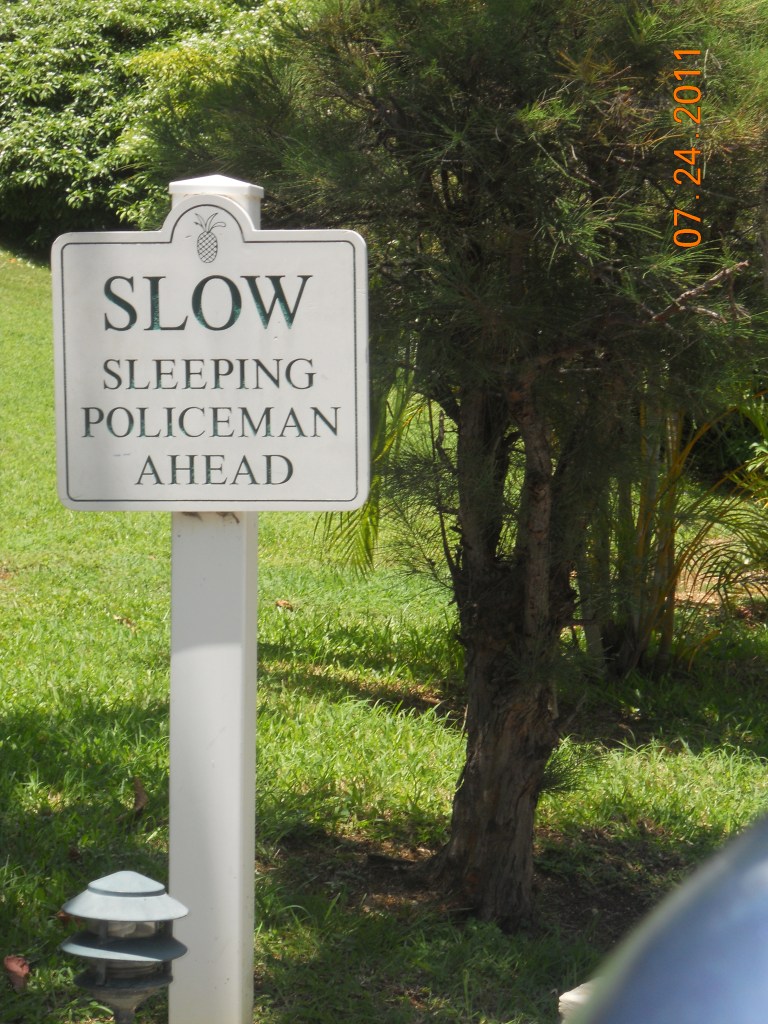 SLOW
SLEEPING
POLICEMAN
AHEAD
07.24.2011